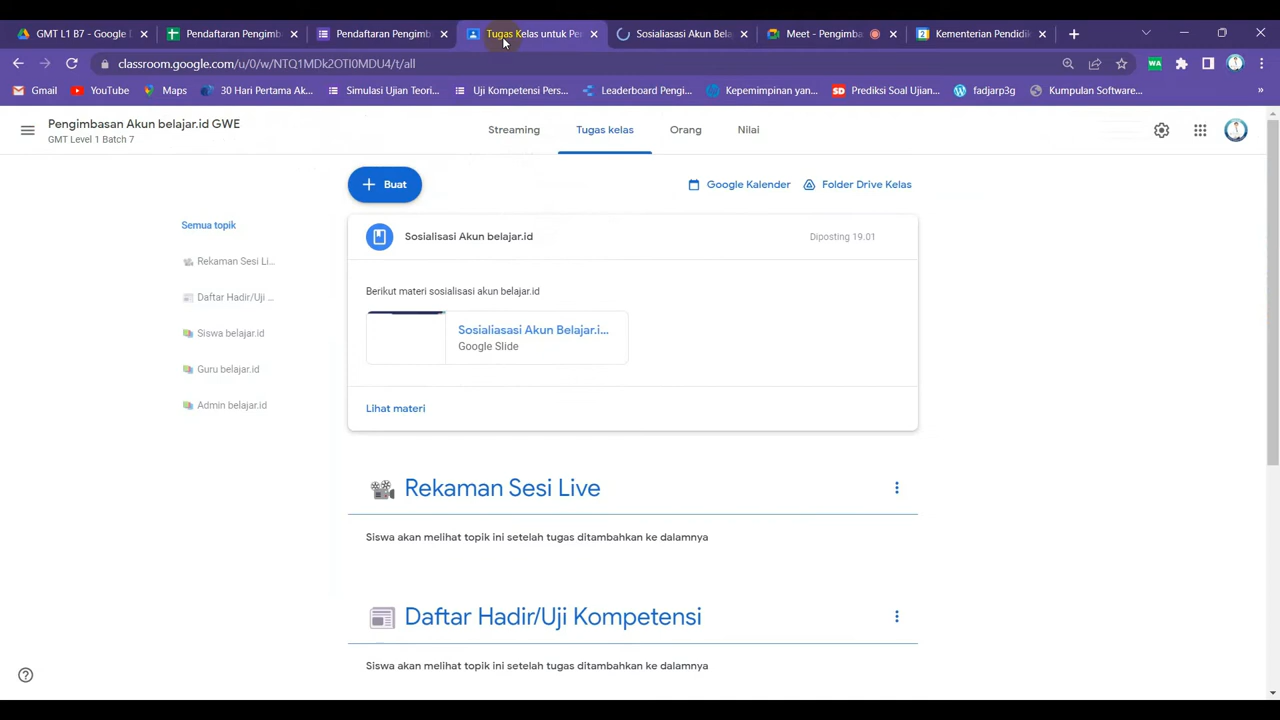 GMT L1 B7 - Google D
Pendaftaran Pengimb
Pendaftaran Pengimb
Tugas Kelas untuk Pen
Sosialiasasi Akun Bela
Meet - Pengimba
Kementerian Pendidik
classroom.google.com/u/0/w/NTQ1MDk2OTI0MDU4/t/all
WA
Gmail
YouTube
Maps
30 Hari Pertama Ak...
Simulasi Ujian Teori...
Uji Kompetensi Pers...
Leaderboard Pengi...
Kepemimpinan yan...
SD Prediksi Soal Ujian...
fadjarp3g
Kumpulan Software...
»
Pengimbasan Akun belajar.id GWE
GMT Level 1 Batch 7
Streaming
Tugas kelas
Orang
Nilai
Buat
Google Kalender
Folder Drive Kelas
Semua topik
Rekaman Sesi Li...
Daftar Hadir/Uji ...
Siswa belajar.id
Guru belajar.id
Admin belajar.id
Sosialisasi Akun belajar.id
Diposting 19.01
Berikut materi sosialisasi akun belajar.id
Sosialiasasi Akun Belajar.i...
Google Slide
Lihat materi
Rekaman Sesi Live
Siswa akan melihat topik ini setelah tugas ditambahkan ke dalamnya
Daftar Hadir/Uji Kompetensi
Siswa akan melihat topik ini setelah tugas ditambahkan ke dalamnya